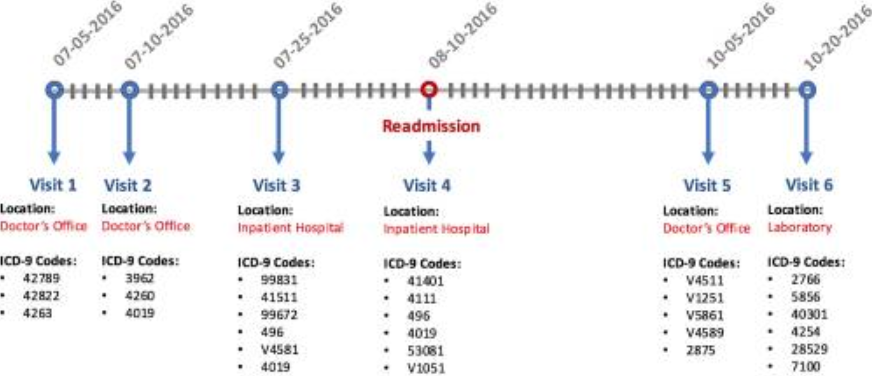 07-05-2016
07-10-2016
07-25-2016
08-10-2016
10-05-2016
10-20-2016
Readmission
Visit 1
Location:
Doctor's Office
ICD-9 Codes:
• 42789
• 42822
• 4263
Visit 2
Location:
Doctor's Office
ICD-9 Codes:
• 3962
• 4260
• 4019
Visit 3
Location:
Inpatient Hospital
ICD-9 Codes:
• 99831
• 41511
• 99672
• 496
• V4581
• 4019
Visit 4
Location:
Inpatient Hospital
ICD-9 Codes:
• 41401
• 4111
• 496
• 4019
• 53081
• V1051
Visit 5
Location:
Doctor's Office
ICD-9 Codes:
• V4511
• V1251
• V5861
• V4589
• 2875
Visit 6
Location:
Laboratory
ICD-9 Codes:
• 2766
• 5856
• 40301
• 4254
• 28529
• 7100